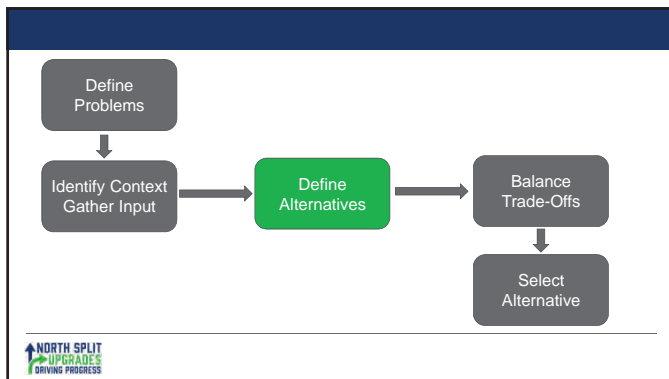 Define
Problems
Identify Context
Gather Input
Define
Alternatives
Balance
Trade-Offs
Select
Alternative
NORTH SPLIT
UPGRADES
DRIVING PROGRESS